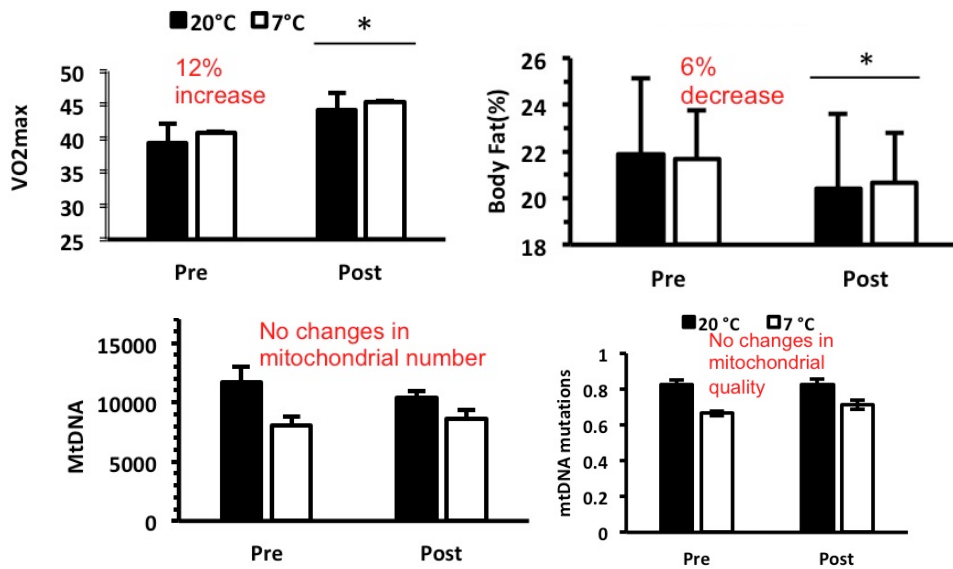 20°C 7°C
*
12%
increase
VO2max
50
45
40
35
30
25
Pre Post
6%
decrease
*
Body Fat(%)
26
24
22
20
18
Pre Post
No changes in
mitochondrial number
MtDNA
15000
10000
5000
0
Pre Post
20 °C 7 °C
No changes in
mitochondrial
quality
mtDNA mutations
1
0.8
0.6
0.4
0.2
0
Pre Post